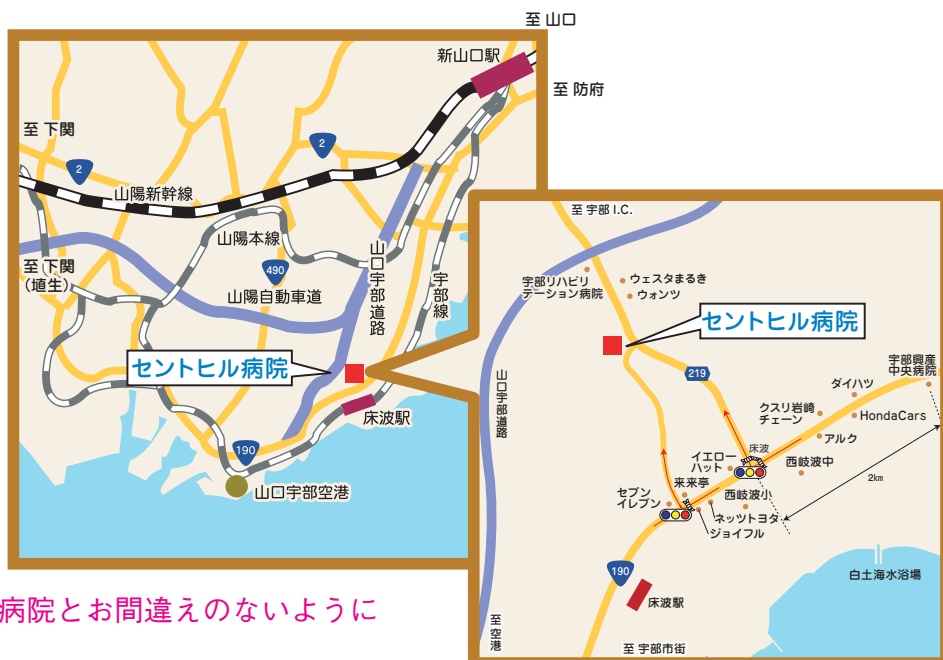 至 山口
新山口駅
至 防府
至 下関
2
2
山陽新幹線
山陽本線
至 下関
(埴生)
490
山陽自動車道
山口宇部道路
宇部線
セントヒル病院
床波駅
190
山口宇部空港
至 宇部 I.C.
宇部リハビリ
テーション病院
ウェスタまるき
ウォンツ
セントヒル病院
山口宇部道路
219
宇部興産
中央病院
ダイハツ
クスリ岩崎
チェーン
HondaCars
アルク
床波
イエロー
ハット
西岐波中
2km
来来亭
セブン
イレブン
西岐波小
ネッツトヨタ
ジョイフル
190
床波駅
白土海水浴場
至 空港
至 宇部市街
病院とお間違えのないように